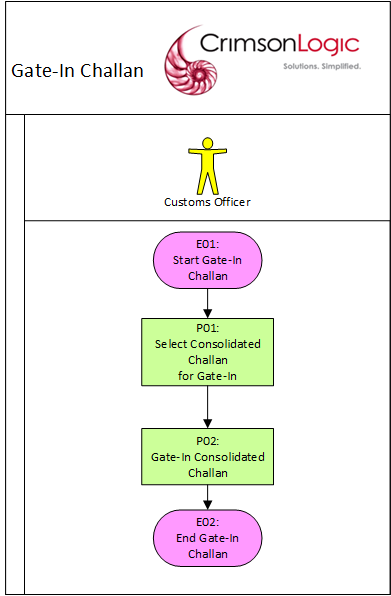 Gate-In Challan
CrimsonLogic
Solutions. Simplified.
Customs Officer
E01:
Start Gate-In
Challan
P01:
Select Consolidated
Challan
for Gate-In
P02:
Gate-In Consolidated
Challan
E02:
End Gate-In
Challan